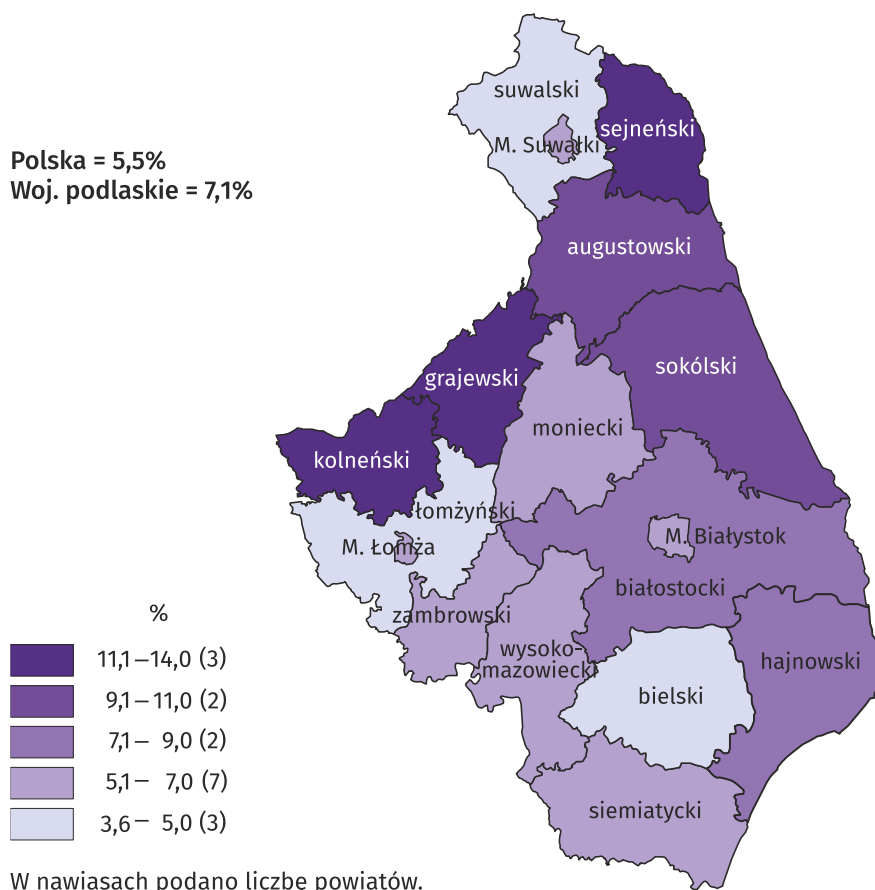 suwalski
sejneński
M. Suwałki
Polska = 5,5%
Woj. podlaskie = 7,1%
augustowski
sokólski
grajewski
moniecki
kolneński
łomżyński
M. Białystok
M. Łomża
białostocki
zambrowski
wysoko-
mazowiecki
hajnowski
bielski
siemiatycki
%
11,1–14,0 (3)
9,1–11,0 (2)
7,1– 9,0 (2)
5,1– 7,0 (7)
3,6– 5,0 (3)
W nawiasach podano liczbę powiatów.